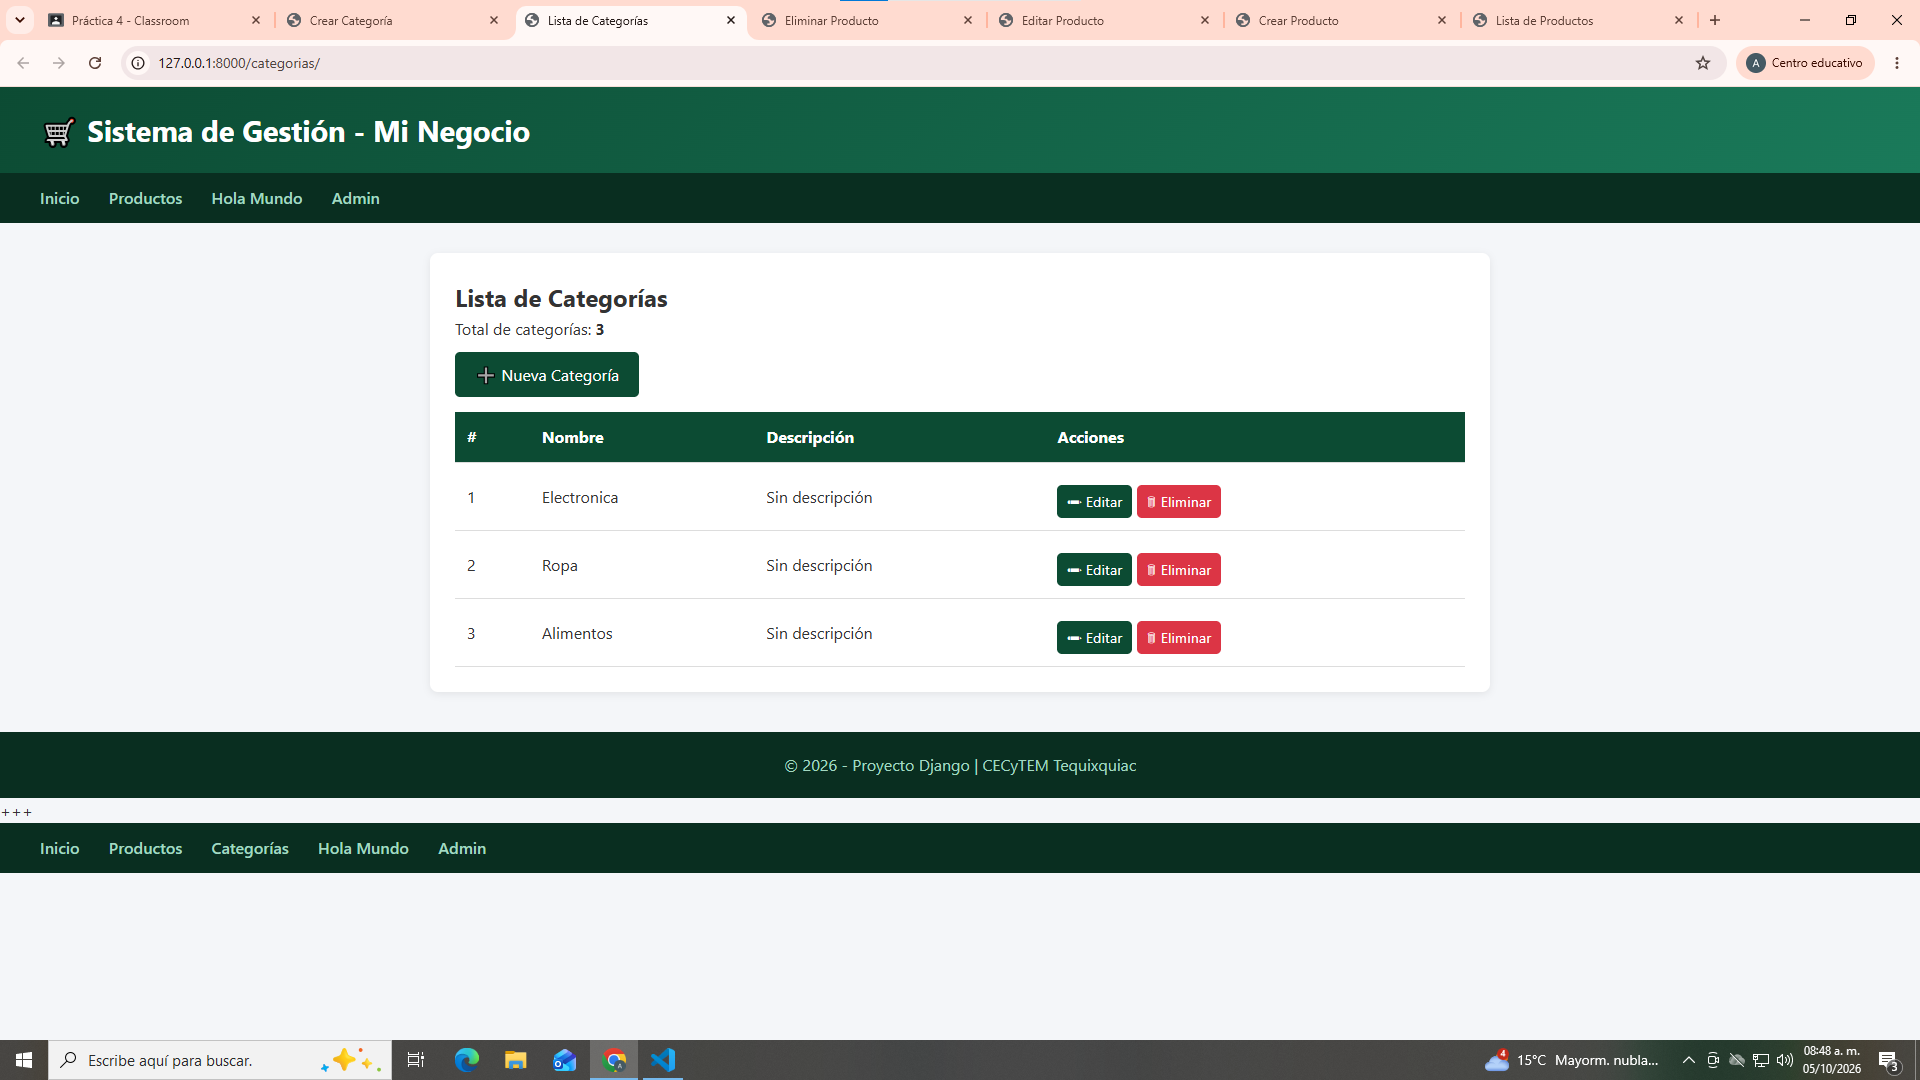 Práctica 4 - Classroom
Crear Categoría
Lista de Categorías
Eliminar Producto
Editar Producto
Crear Producto
Lista de Productos
127.0.0.1:8000/categorias/
A Centro educativo
Sistema de Gestión - Mi Negocio
Inicio Productos Hola Mundo Admin
Lista de Categorías
Total de categorías: 3
➕ Nueva Categoría
# Nombre Descripción Acciones
1 Electronica Sin descripción Editar Eliminar
2 Ropa Sin descripción Editar Eliminar
3 Alimentos Sin descripción Editar Eliminar
© 2026 - Proyecto Django | CECyTEM Tequixquiac
+++
Inicio Productos Categorías Hola Mundo Admin
Escribe aquí para buscar.
4 15°C Mayorm. nubla...
08:48 a. m.
05/10/2026
3